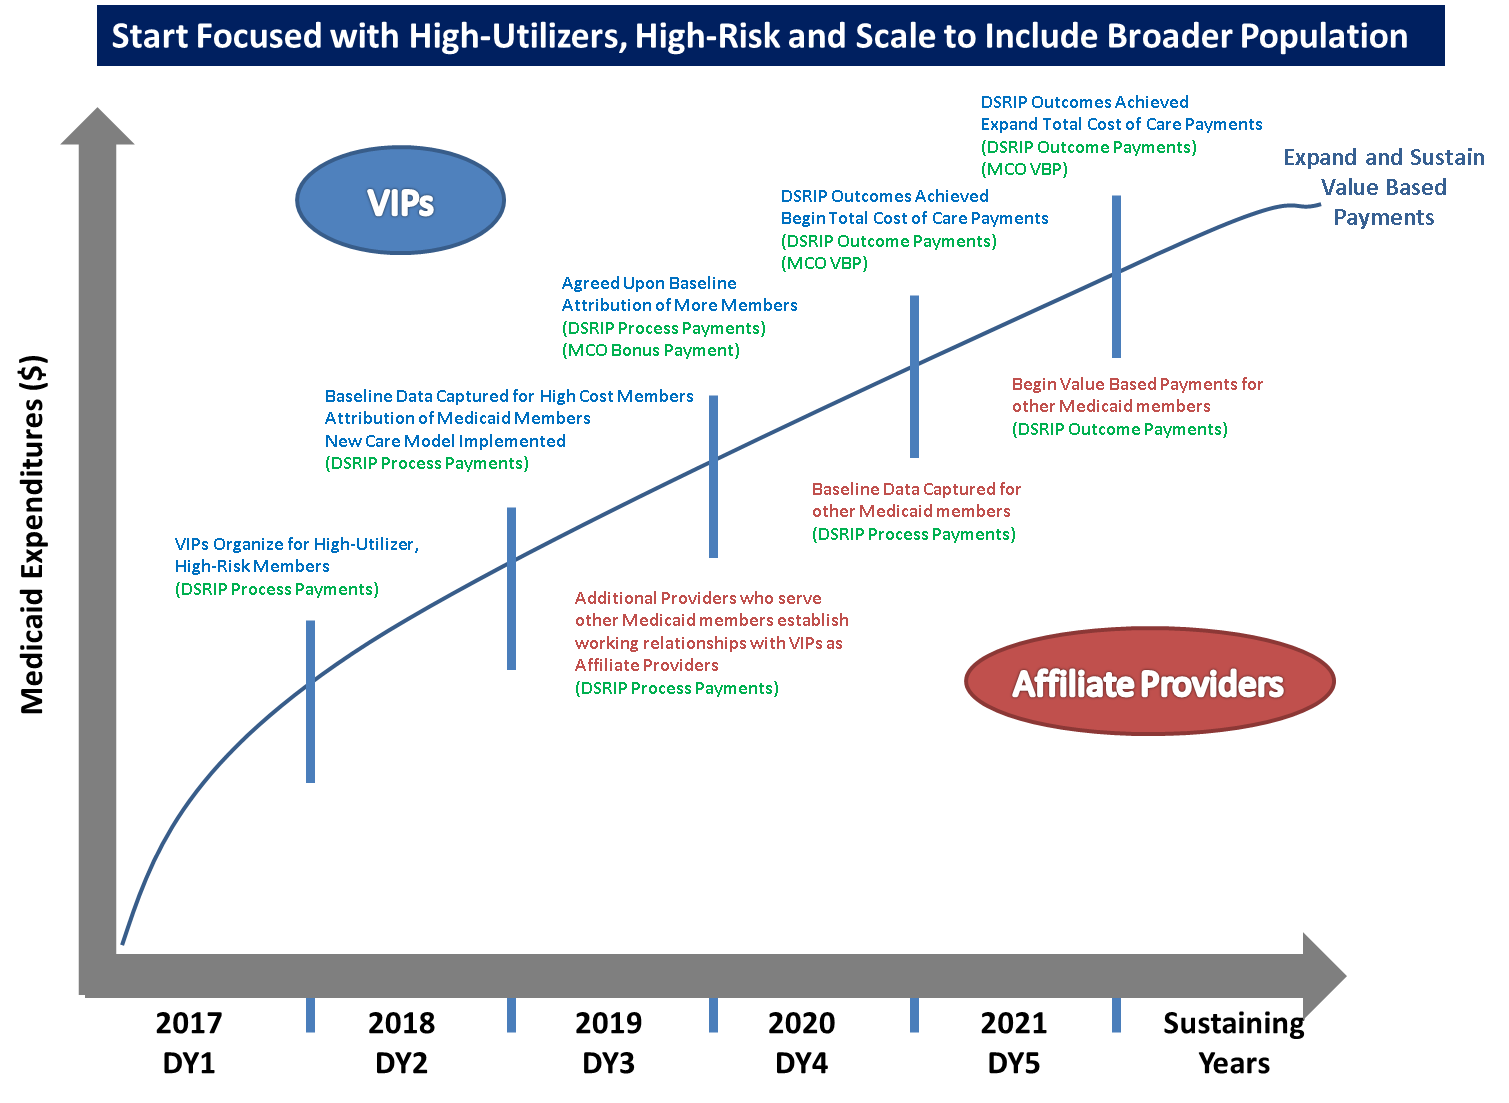 Start Focused with High-Utilizers, High-Risk and Scale to Include Broader Population
DSRIP Outcomes Achieved
Expand Total Cost of Care Payments
(DSRIP Outcome Payments)
(MCO VBP)
Expand and Sustain
Value Based
Payments
VIPs
DSRIP Outcomes Achieved
Begin Total Cost of Care Payments
(DSRIP Outcome Payments)
(MCO VBP)
Agreed Upon Baseline
Attribution of More Members
(DSRIP Process Payments)
(MCO Bonus Payment)
Baseline Data Captured for High Cost Members
Attribution of Medicaid Members
New Care Model Implemented
(DSRIP Process Payments)
VIPs Organize for High-Utilizer,
High-Risk Members
(DSRIP Process Payments)
Begin Value Based Payments for
other Medicaid members
(DSRIP Outcome Payments)
Baseline Data Captured for
other Medicaid members
(DSRIP Process Payments)
Additional Providers who serve
other Medicaid members establish
working relationships with VIPs as
Affiliate Providers
(DSRIP Process Payments)
Affiliate Providers
Medicaid Expenditures ($)
2017
DY1
2018
DY2
2019
DY3
2020
DY4
2021
DY5
Sustaining
Years